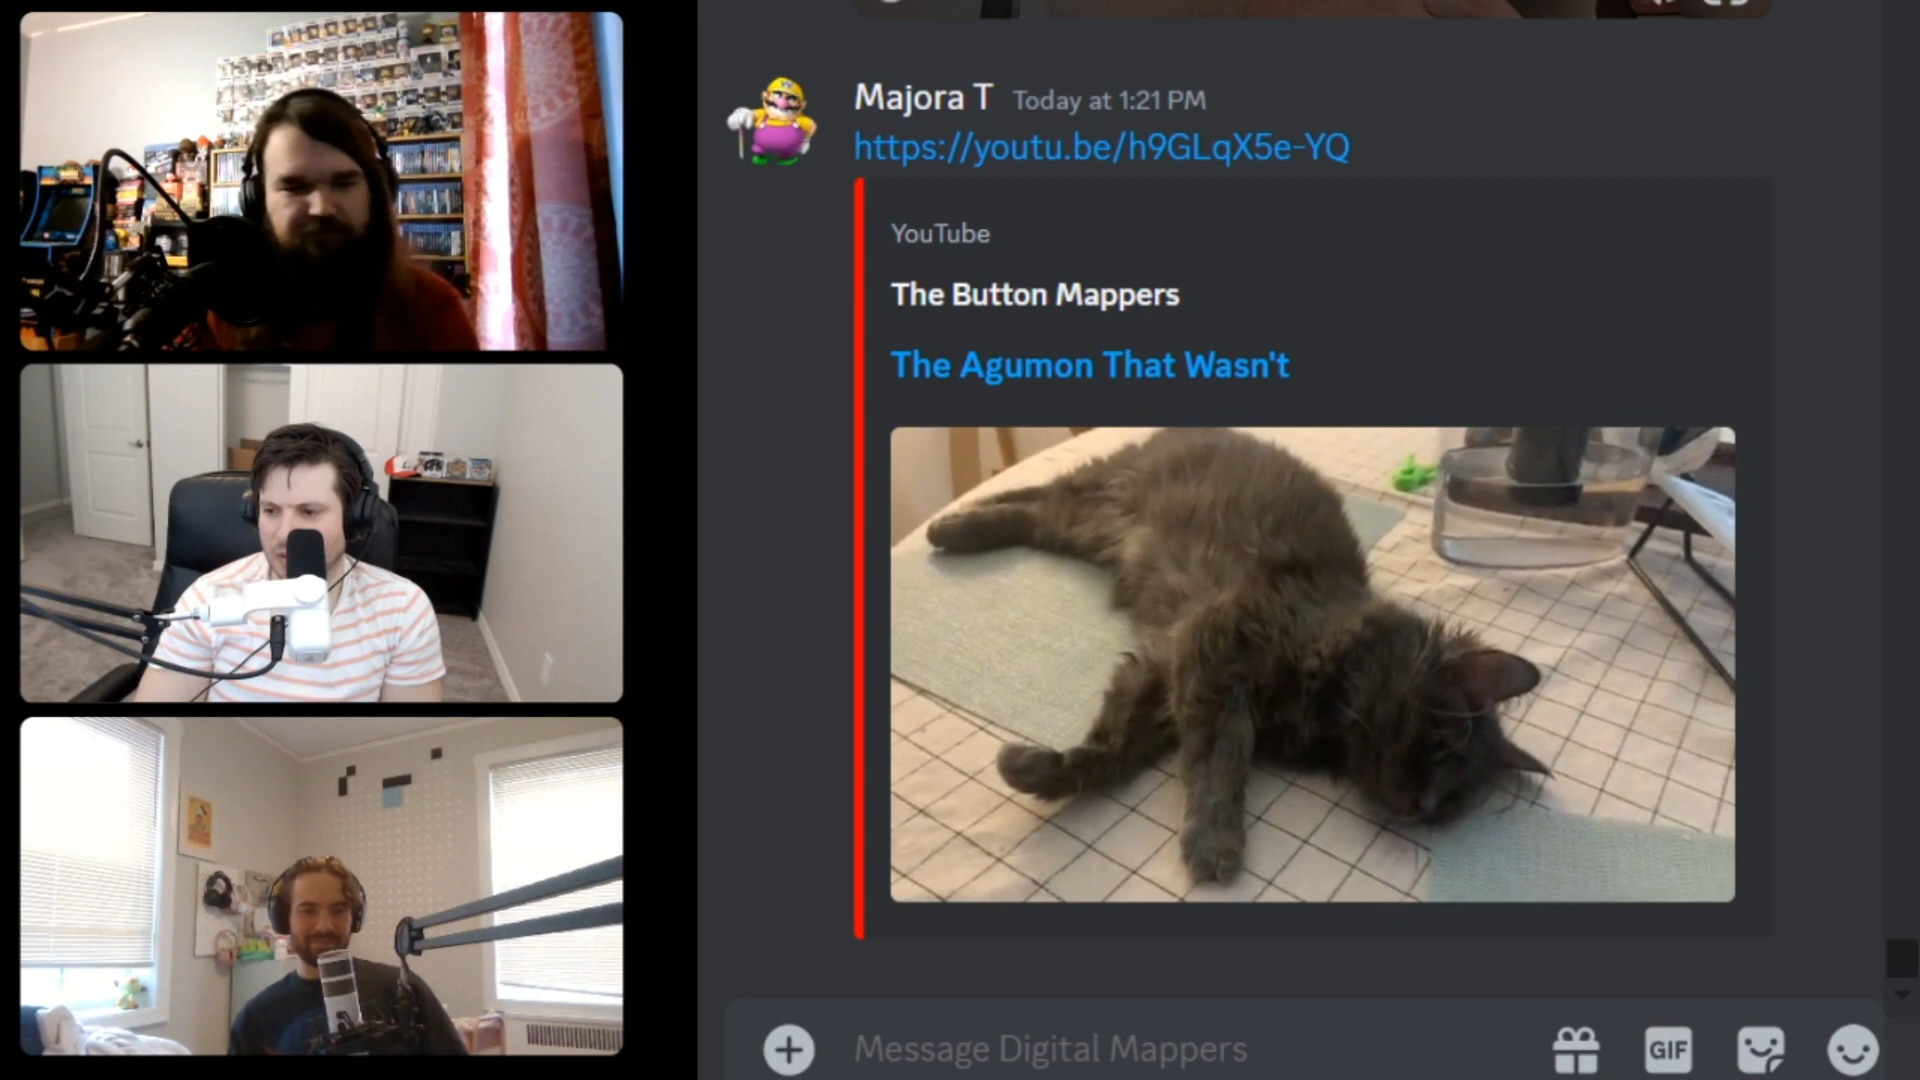 Majora T Today at 1:21 PM
https://youtu.be/h9GLqX5e-YQ
YouTube
The Button Mappers
The Agumon That Wasn't
Message Digital Mappers
GIF